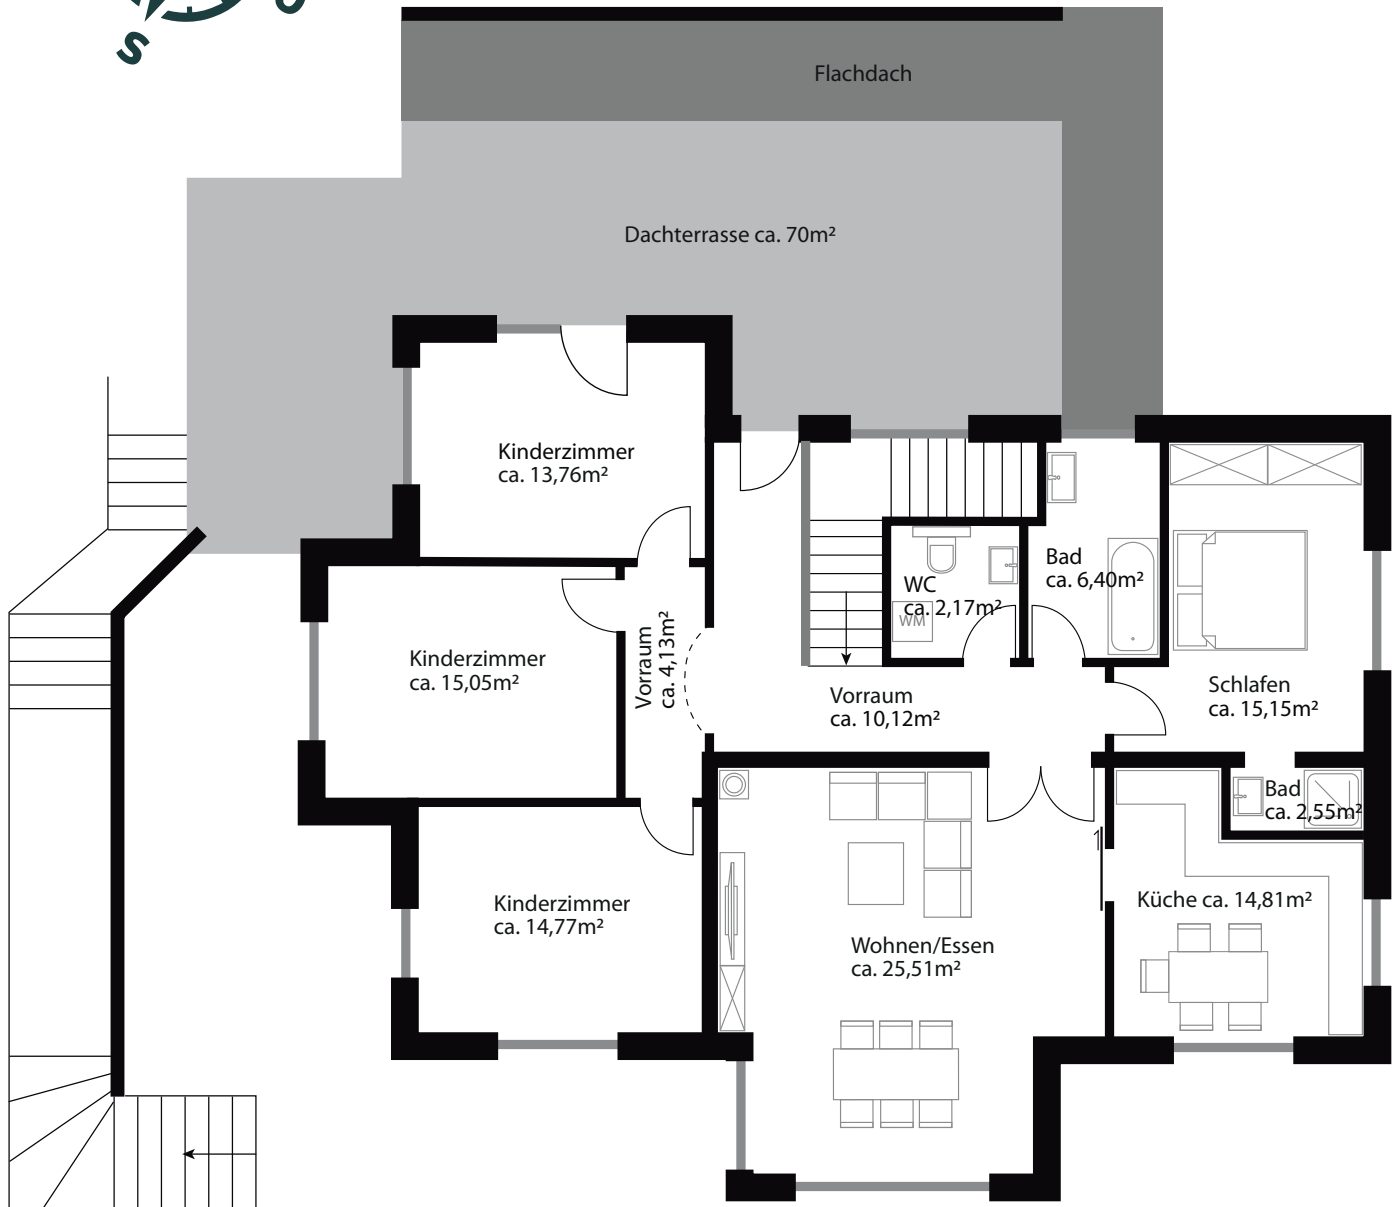 S
O
Flachdach
Dachterrasse ca. 70m²
Kinderzimmer
ca. 13,76m²
Kinderzimmer
ca. 15,05m²
Vorraum
ca. 4,13m²
WC
ca. 2,17m²
WM
Bad
ca. 6,40m²
Vorraum
ca. 10,12m²
Schlafen
ca. 15,15m²
Bad
ca. 2,55m²
Kinderzimmer
ca. 14,77m²
Wohnen/Essen
ca. 25,51m²
Küche ca. 14,81m²